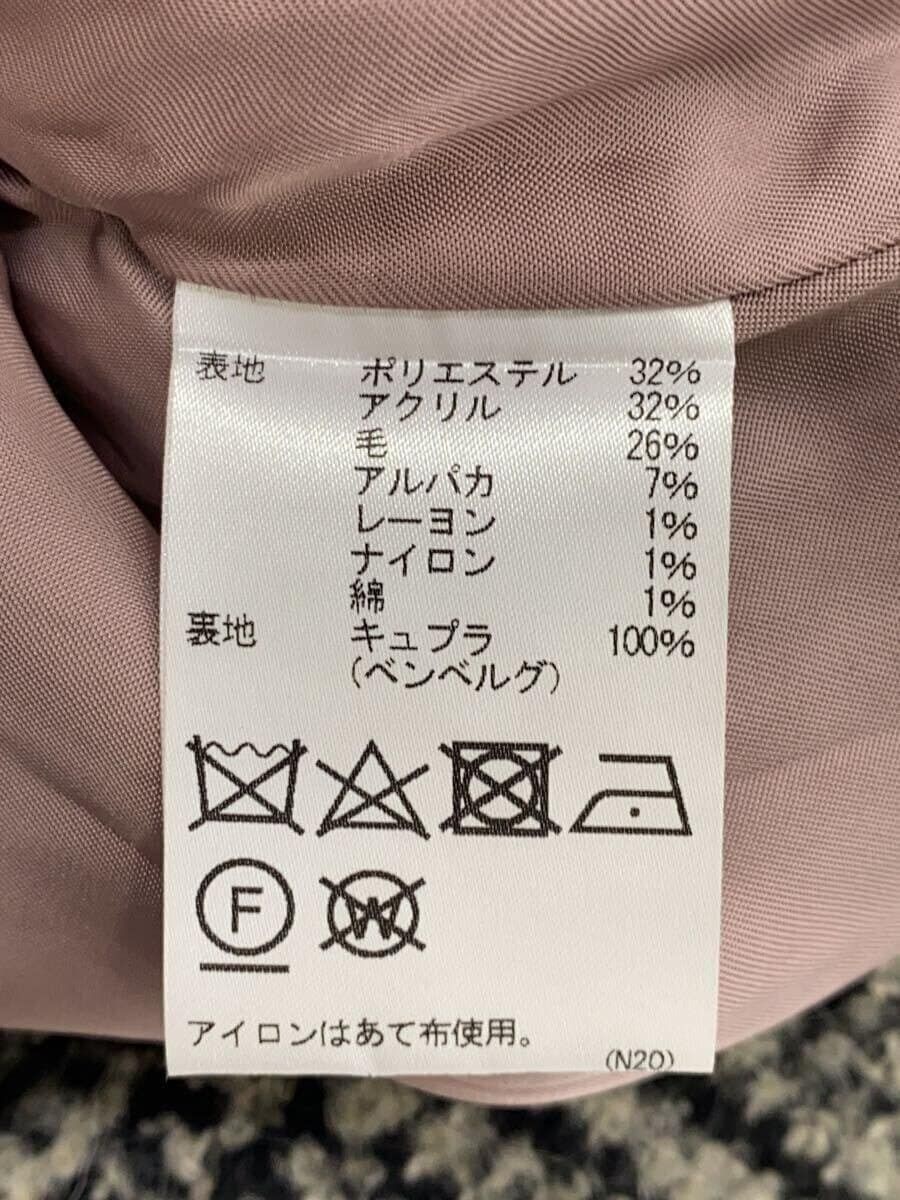 表地 ポリエステル 32%
アクリル 32%
毛 26%
アルパカ 7%
レーヨン 1%
ナイロン 1%
綿 1%
裏地 キュプラ 100%
(ベンベルグ)
F W
アイロンはあて布使用。
(N20)